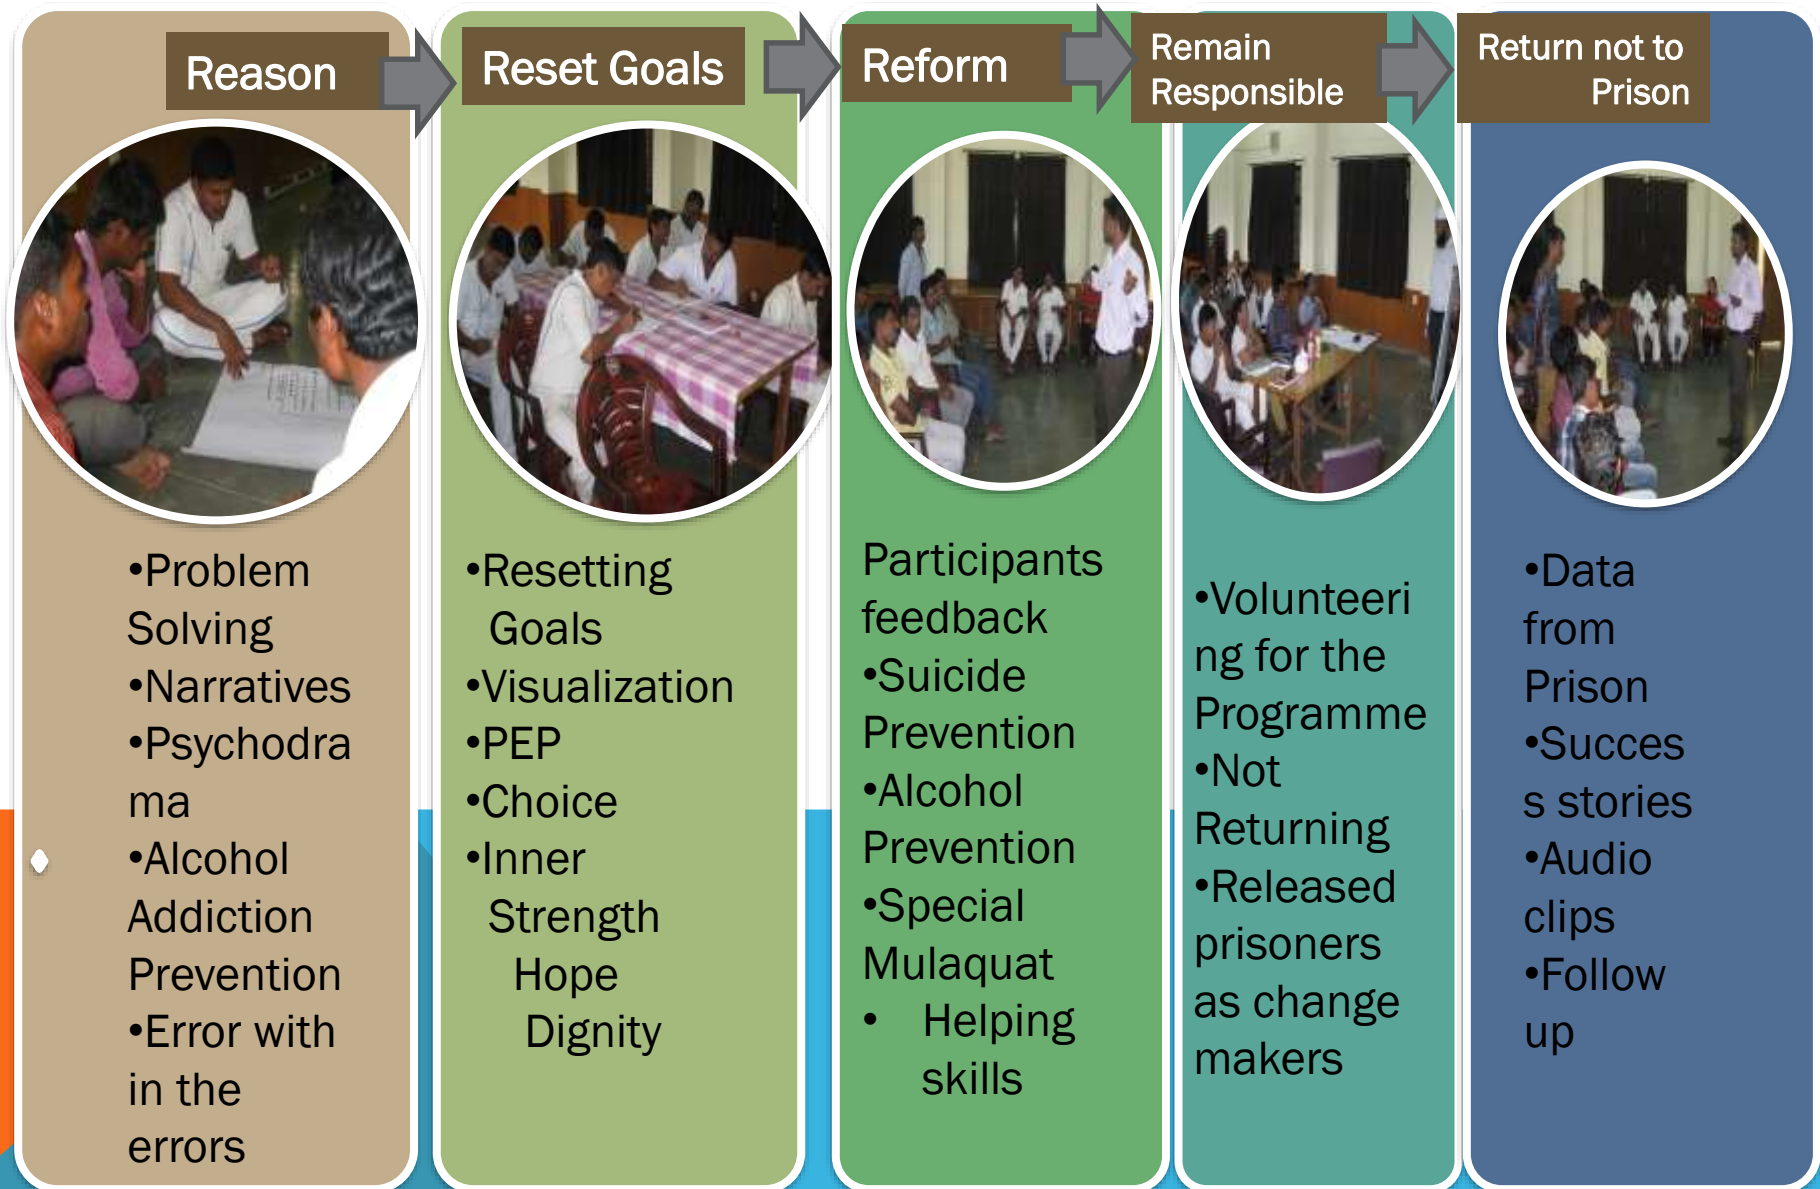 Reason
Reset Goals
Reform
Remain
Responsible
Return not to
Prison
•Problem
Solving
•Narratives
•Psychodra
ma
•Alcohol
Addiction
Prevention
•Error with
in the
errors
•Resetting
Goals
•Visualization
•PEP
•Choice
•Inner
Strength
Hope
Dignity
Participants
feedback
•Suicide
Prevention
•Alcohol
Prevention
•Special
Mulaquat
• Helping
skills
•Volunteeri
ng for the
Programme
•Not
Returning
•Released
prisoners
as change
makers
•Data
from
Prison
•Succes
s stories
•Audio
clips
•Follow
up